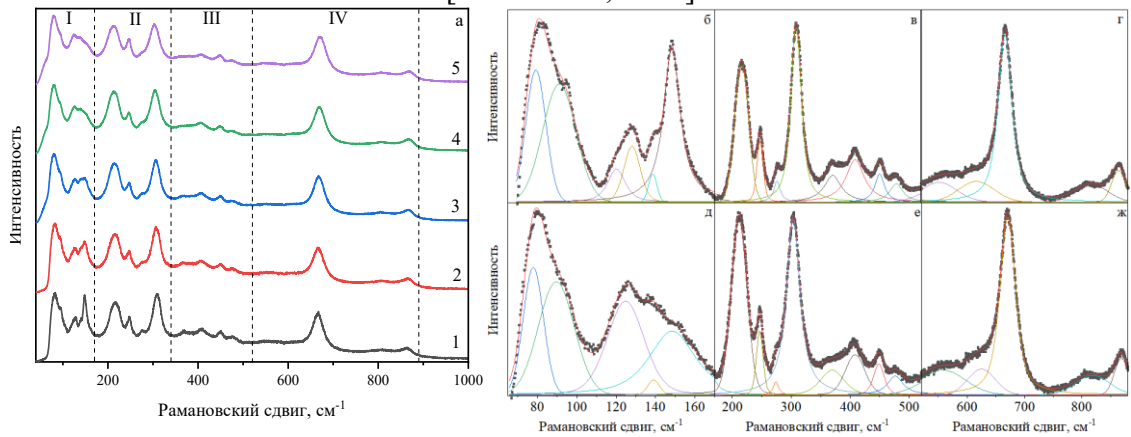 I II III IV а
5
4
3
2
1
Интенсивность
200 400 600 800 1000
Рамановский сдвиг, см-1
б в г
Интенсивность
д е ж
Интенсивность
80 100 120 140 160 200 300 400 500 600 700 800
Рамановский сдвиг, см-1 Рамановский сдвиг, см-1 Рамановский сдвиг, см-1